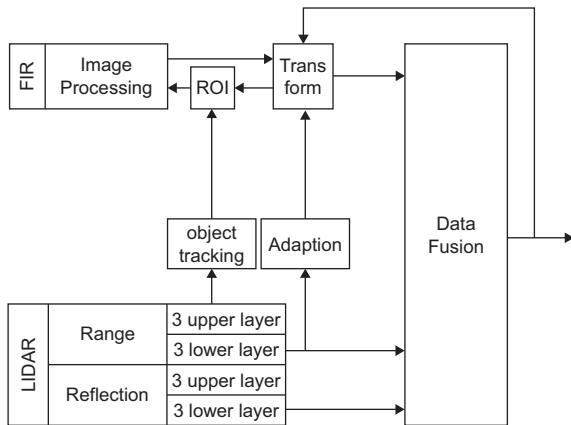 FIR
Image
Processing
ROI
Trans
form
object
tracking
Adaption
Data
Fusion
LIDAR
Range
3 upper layer
3 lower layer
Reflection
3 upper layer
3 lower layer